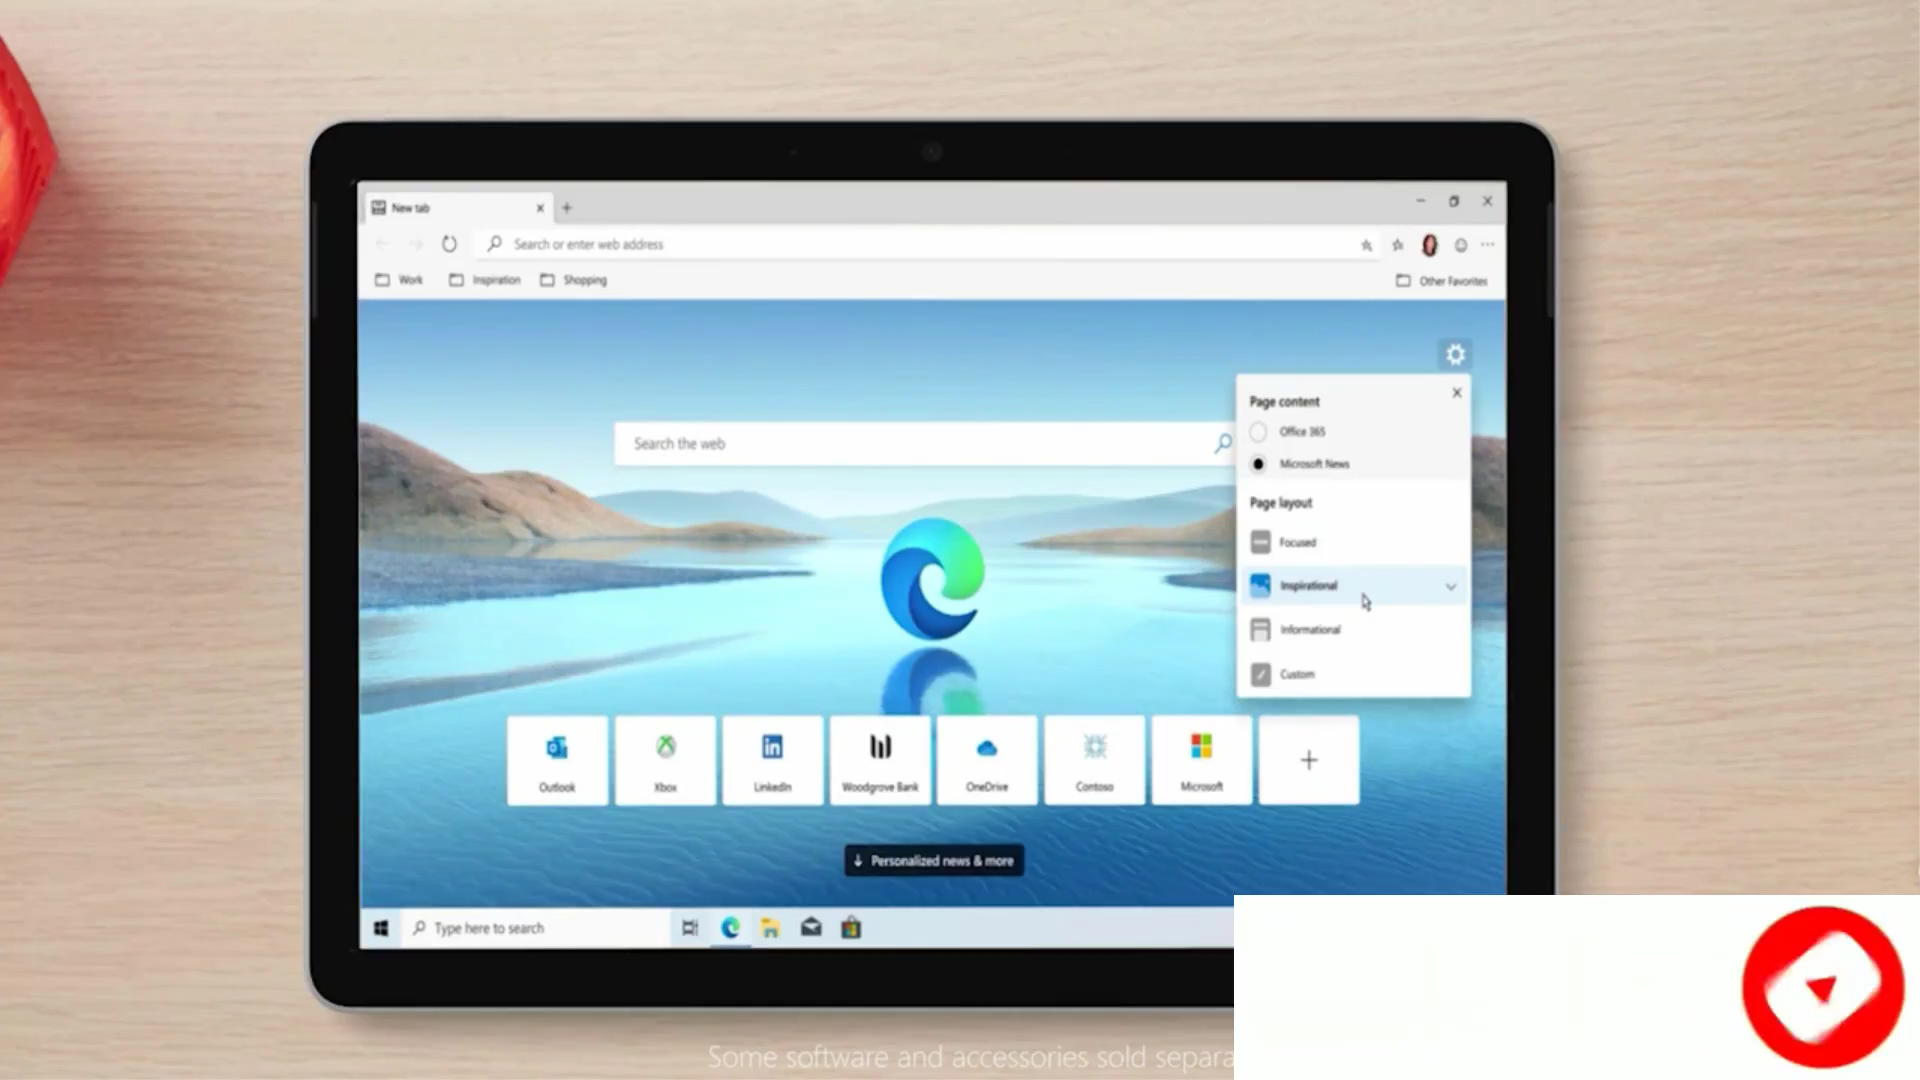 New tab
Search or enter web address
Work Inspiration Shopping Other Favorites
Page content
Office 365
Search the web
Microsoft News
Page layout
Focused
Inspirational
Informational
Custom
Outlook Xbox LinkedIn Woodgrove Bank OneDrive Contoso Microsoft
Personalized news & more
Type here to search
Some software and accessories sold